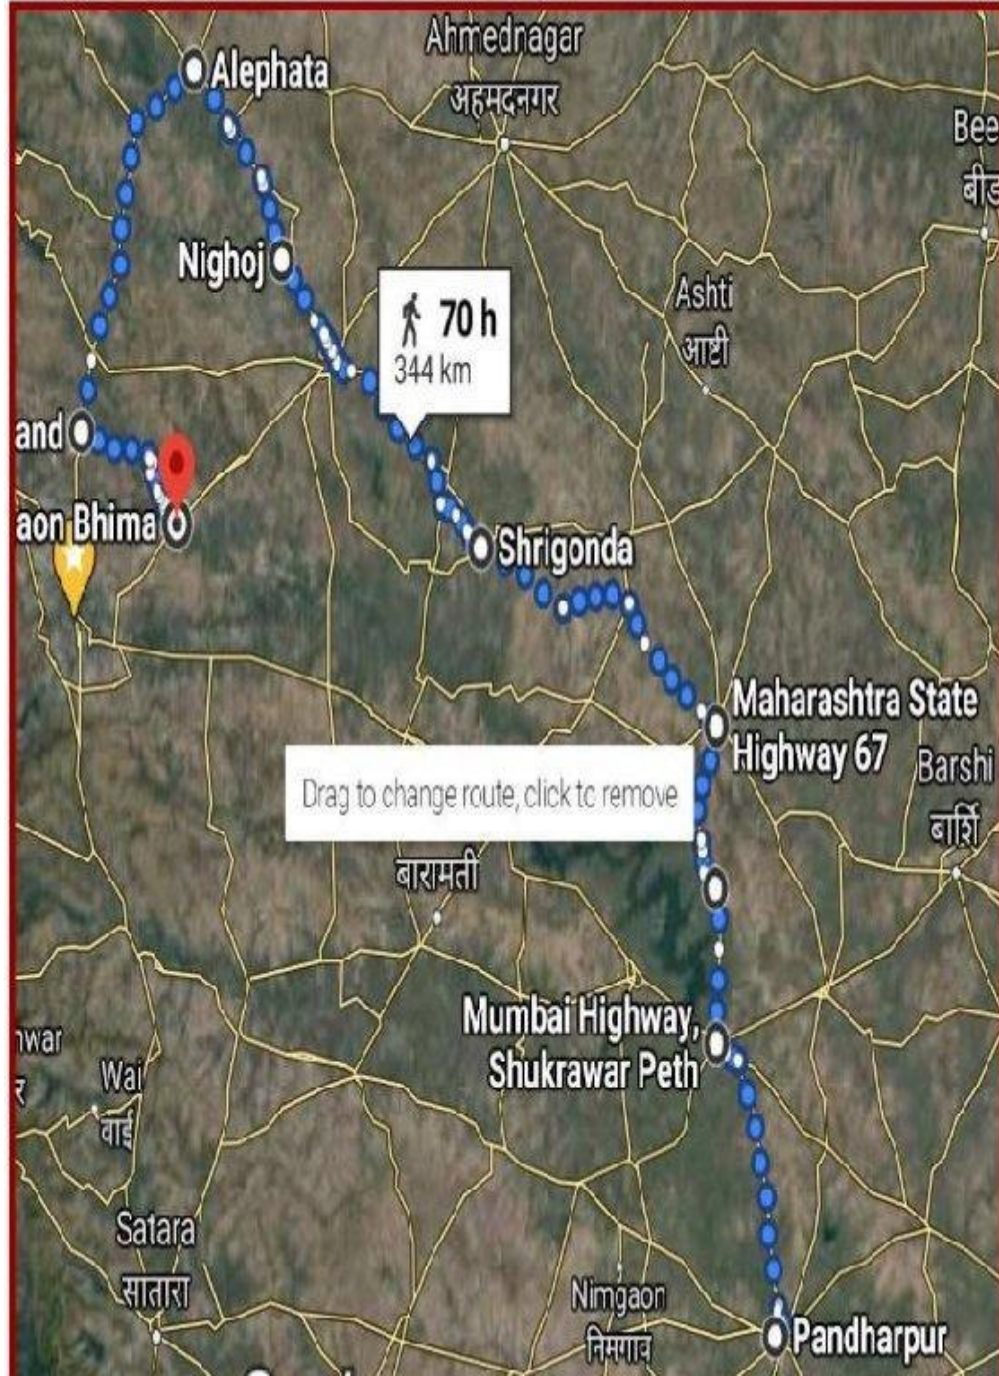 Ahmednagar
अहमदनगर
Alephata
Bee
बीड
Nighoj
Ashti
आष्टी
70 h
344 km
and
aon Bhima
Shrigonda
Maharashtra State
Highway 67
Barshi
बार्शि
Drag to change route, click to remove
बारामती
Mumbai Highway,
Shukrawar Peth
hwar
र
Wai
वाई
Satara
सातारा
Nimgaon
निमगाव
Pandharpur